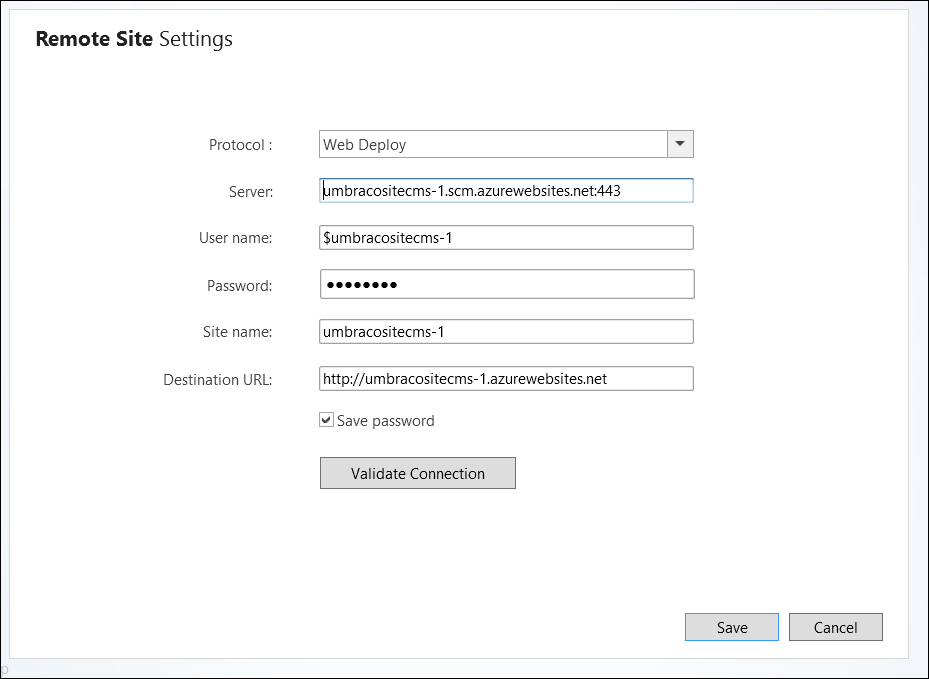 Remote Site Settings
Protocol : Web Deploy
Server: umbracositecms-1.scm.azurewebsites.net:443
User name: $umbracositecms-1
Password: ●●●●●●●●
Site name: umbracositecms-1
Destination URL: http://umbracositecms-1.azurewebsites.net
Save password
Validate Connection
Save Cancel
p